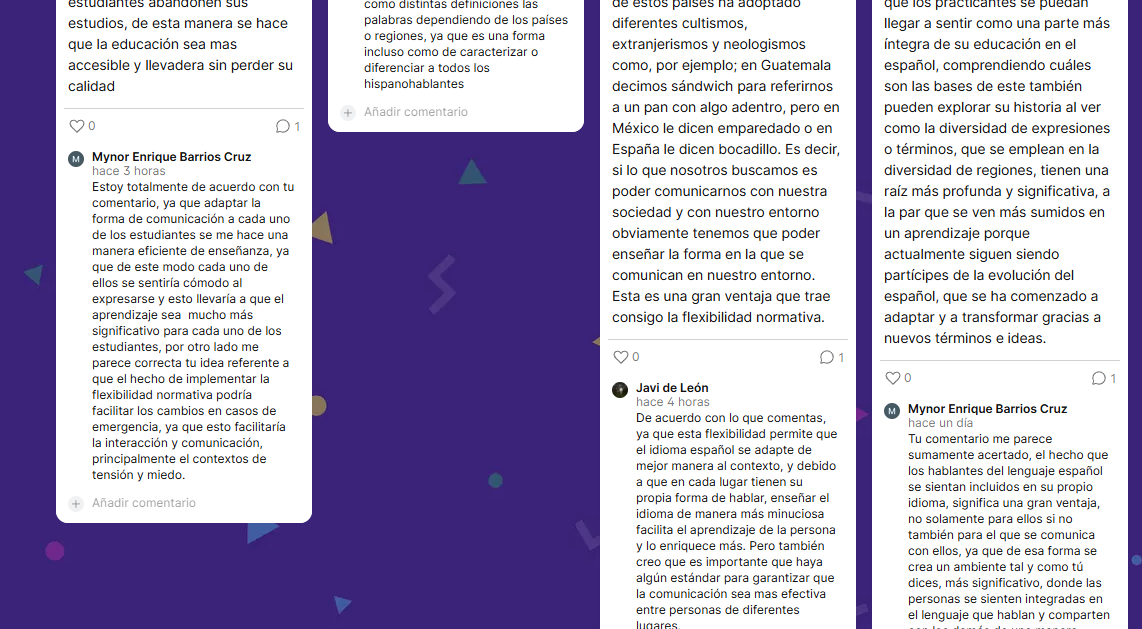 estudiantes abandonen sus
estudios, de esta manera se hace
que la educación sea mas
accesible y llevadera sin perder su
calidad
0
1
M
Mynor Enrique Barrios Cruz
hace 3 horas
Estoy totalmente de acuerdo con tu
comentario, ya que adaptar la
forma de comunicación a cada uno
de los estudiantes se me hace una
manera eficiente de enseñanza, ya
que de este modo cada uno de
ellos se sentiría cómodo al
expresarse y esto llevaría a que el
aprendizaje sea  mucho más
significativo para cada uno de los
estudiantes, por otro lado me
parece correcta tu idea referente a
que el hecho de implementar la
flexibilidad normativa podría
facilitar los cambios en casos de
emergencia, ya que esto facilitaría
la interacción y comunicación,
principalmente el contextos de
tensión y miedo.
Añadir comentario
como distintas definiciones las
palabras dependiendo de los países
o regiones, ya que es una forma
incluso como de caracterizar o
diferenciar a todos los
hispanohablantes
Añadir comentario
de estos países ha adoptado
diferentes cultismos,
extranjerismos y neologismos
como, por ejemplo; en Guatemala
decimos sándwich para referirnos
a un pan con algo adentro, pero en
México le dicen emparedado o en
España le dicen bocadillo. Es decir,
si lo que nosotros buscamos es
poder comunicarnos con nuestra
sociedad y con nuestro entorno
obviamente tenemos que poder
enseñar la forma en la que se
comunican en nuestro entorno.
Esta es una gran ventaja que trae
consigo la flexibilidad normativa.
0
1
Javi de León
hace 4 horas
De acuerdo con lo que comentas,
ya que esta flexibilidad permite que
el idioma español se adapte de
mejor manera al contexto, y debido
a que en cada lugar tienen su
propia forma de hablar, enseñar el
idioma de manera más minuciosa
facilita el aprendizaje de la persona
y lo enriquece más. Pero también
creo que es importante que haya
algún estándar para garantizar que
la comunicación sea mas efectiva
entre personas de diferentes
lugares.
que los practicantes se puedan
llegar a sentir como una parte más
íntegra de su educación en el
español, comprendiendo cuáles
son las bases de este también
pueden explorar su historia al ver
como la diversidad de expresiones
o términos, que se emplean en la
diversidad de regiones, tienen una
raíz más profunda y significativa, a
la par que se ven más sumidos en
un aprendizaje porque
actualmente siguen siendo
partícipes de la evolución del
español, que se ha comenzado a
adaptar y a transformar gracias a
nuevos términos e ideas.
0
1
M
Mynor Enrique Barrios Cruz
hace un día
Tu comentario me parece
sumamente acertado, el hecho que
los hablantes del lenguaje español
se sientan incluidos en su propio
idioma, significa una gran ventaja,
no solamente para ellos si no
también para el que se comunica
con ellos, ya que de esa forma se
crea un ambiente tal y como tú
dices, más significativo, donde las
personas se sienten integradas en
el lenguaje que hablan y comparten